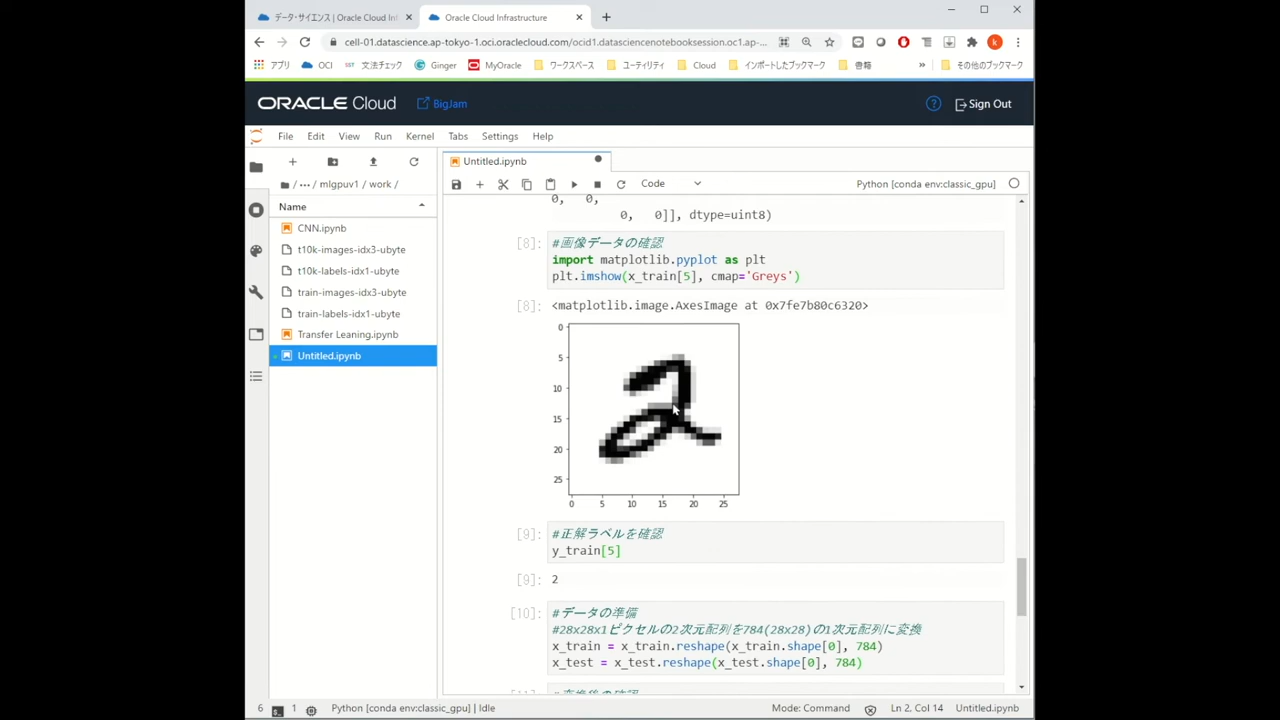 データ・サイエンス | Oracle Cloud Inf
Oracle Cloud Infrastructure
cell-01.datascience.ap-tokyo-1.oci.oraclecloud.com/ocid1.datasciencenotebooksession.oc1.ap-...
アプリ OCI 文法チェック Ginger MyOracle ワークスペース ユーティリティ Cloud インポートしたブックマーク 書籍 » その他のブックマーク
ORACLE Cloud BigJam ? Sign Out
File Edit View Run Kernel Tabs Settings Help
Untitled.ipynb
Code Python [conda env:classic_gpu]
/ ··· / mlgpuv1 / work /
Name
CNN.ipynb
t10k-images-idx3-ubyte
t10k-labels-idx1-ubyte
train-images-idx3-ubyte
train-labels-idx1-ubyte
Transfer Leaning.ipynb
Untitled.ipynb
0, 0,
0, 0]], dtype=uint8)
[8]: #画像データの確認
import matplotlib.pyplot as plt
plt.imshow(x_train[5], cmap='Greys')
[8]: <matplotlib.image.AxesImage at 0x7fe7b80c6320>
0
5
10
15
20
25
0 5 10 15 20 25
2
[9]: #正解ラベルを確認
y_train[5]
[9]: 2
[10]: #データの準備
#28x28x1ピクセルの2次元配列を784(28x28)の1次元配列に変換
x_train = x_train.reshape(x_train.shape[0], 784)
x_test = x_test.reshape(x_test.shape[0], 784)
6 1 Python [conda env:classic_gpu] | Idle Mode: Command Ln 2, Col 14 Untitled.ipynb